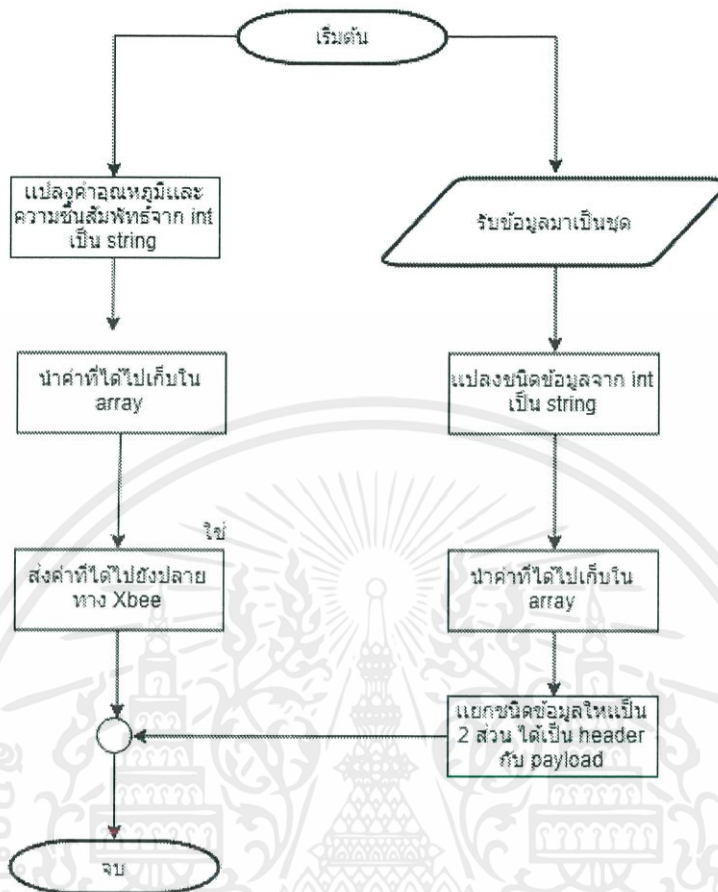 เริ่มต้น
แปลงค่าอุณหภูมิและ
ความชื้นสัมพัทธ์จาก int
เป็น string
รับข้อมูลมาเป็นชุด
นำค่าที่ได้ไปเก็บใน
array
แปลงชนิดข้อมูลจาก int
เป็น string
ใช่
ส่งค่าที่ได้ไปยังปลาย
ทาง Xbee
นำค่าที่ได้ไปเก็บใน
array
แยกชนิดข้อมูลให้เป็น
2 ส่วน ได้เป็น header
กับ payload
จบ